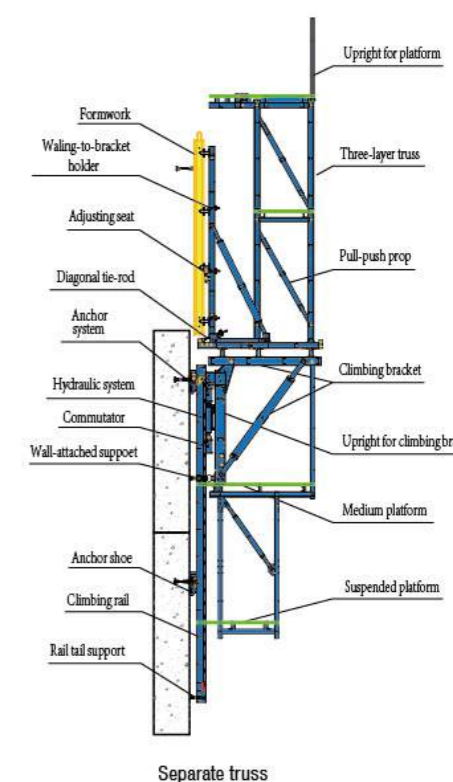 Upright for platform
Formwork
Waling-to-bracket
holder
Three-layer truss
Adjusting seat
Pull-push prop
Diagonal tie-rod
Anchor
system
Climbing bracket
Hydraulic system
Commutator
Upright for climbing br
Wall-attached suppoet
Medium platform
Anchor shoe
Suspended platform
Climbing rail
Rail tail support
Separate truss